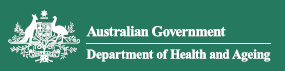 Australian Government
Department of Health and Ageing